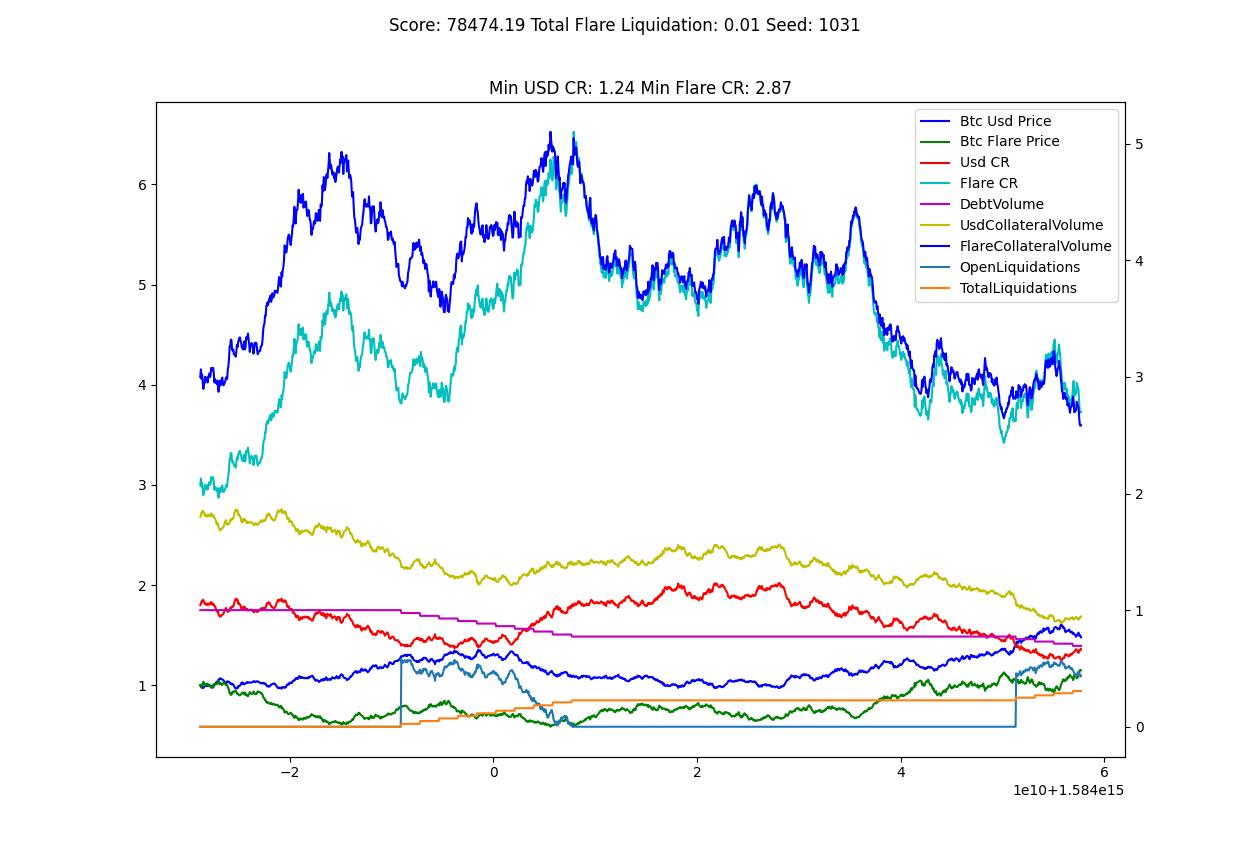 Score: 78474.19 Total Flare Liquidation: 0.01 Seed: 1031
Min USD CR: 1.24 Min Flare CR: 2.87
Btc Usd Price
Btc Flare Price
Usd CR
Flare CR
DebtVolume
UsdCollateralVolume
FlareCollateralVolume
OpenLiquidations
TotalLiquidations
6
5
4
3
2
1
5
4
3
2
1
0
−2
0
2
4
6
1e10+1.584e15